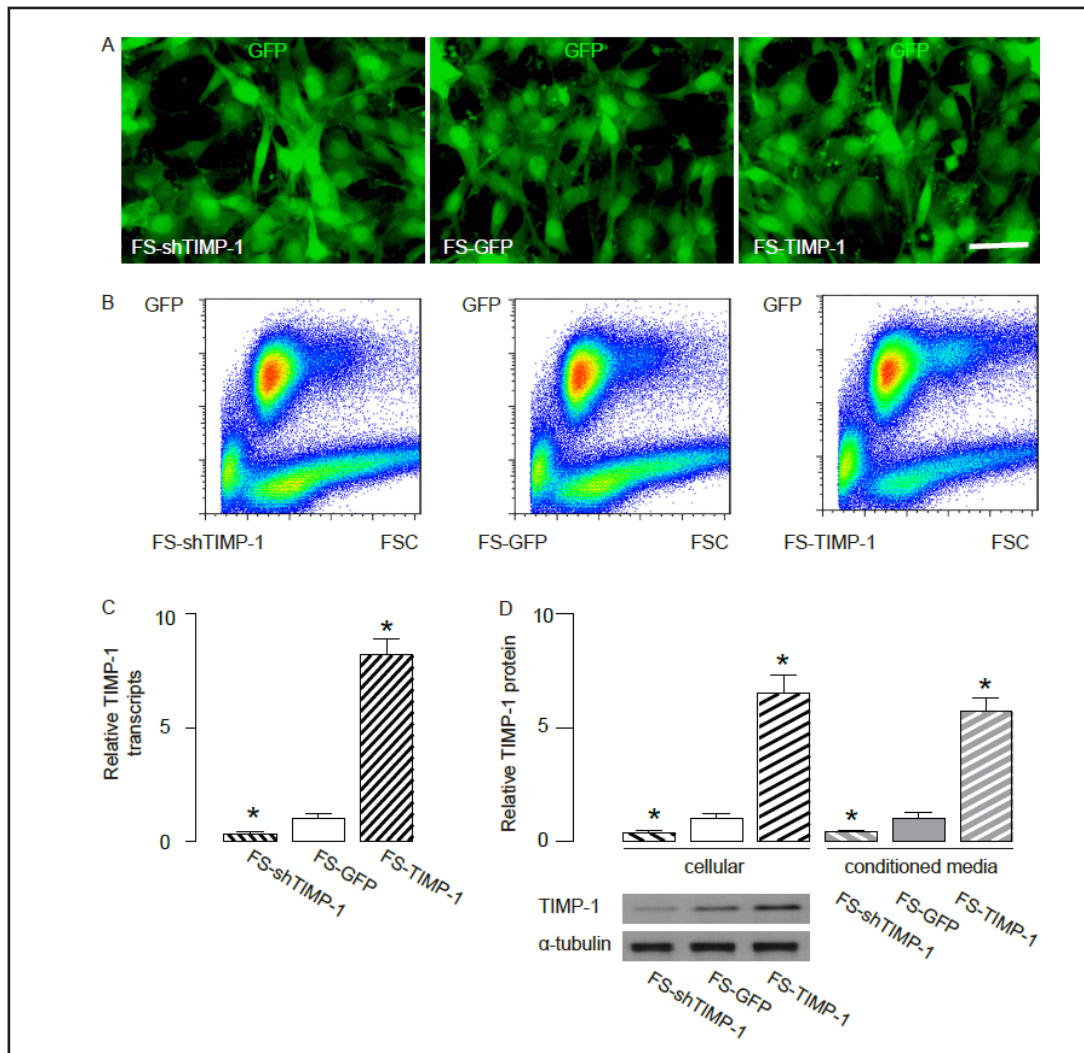 A
GFP GFP GFP
FS-shTIMP-1 FS-GFP FS-TIMP-1
B
GFP GFP GFP
FS-shTIMP-1 FSC FS-GFP FSC FS-TIMP-1 FSC
C
Relative TIMP-1
transcripts
10
5
0
*
*
FS-shTIMP-1
FS-GFP
FS-TIMP-1
D
Relative TIMP-1 protein
10
5
0
*
*
*
*
cellular conditioned media
FS-shTIMP-1
FS-GFP
FS-TIMP-1
TIMP-1
α-tubulin
FS-shTIMP-1
FS-GFP
FS-TIMP-1